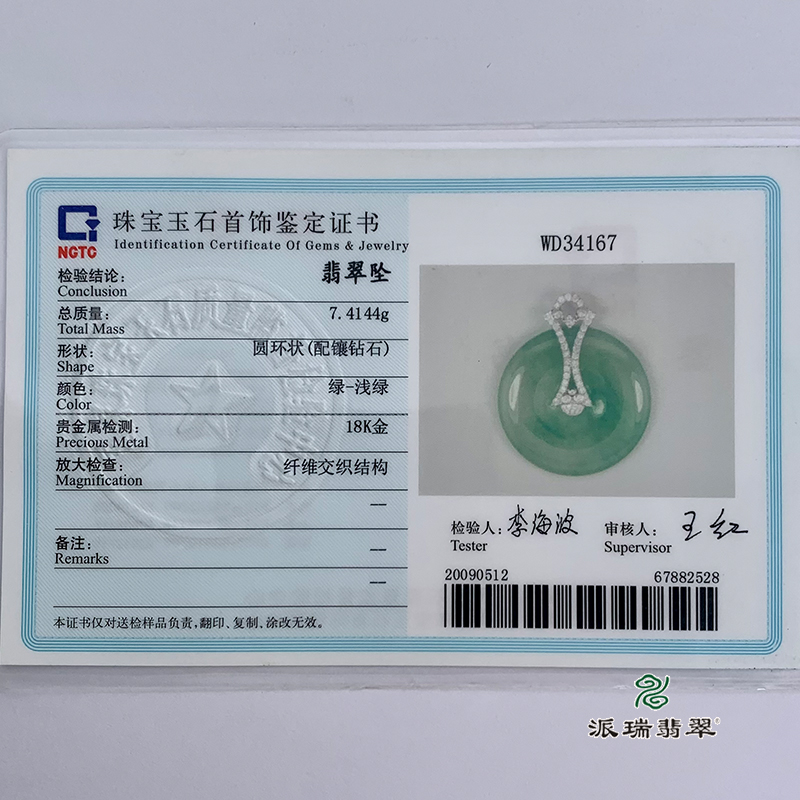 NGTC
珠宝玉石首饰鉴定证书
Identification Certificate Of Gems & Jewelry
检验结论: 翡翠坠
Conclusion
总质量: 7.4144g
Total Mass
形状: 圆环状(配镶钻石)
Shape
颜色: 绿-浅绿
Color
贵金属检测: 18K金
Precious Metal
放大检查: 纤维交织结构
Magnification
--
备注: --
Remarks
--
本证书仅对送检样品负责,翻印、复制、涂改无效。
WD34167
检验人: 李海波 审核人: 王红
Tester Supervisor
20090512 67882528
派瑞翡翠